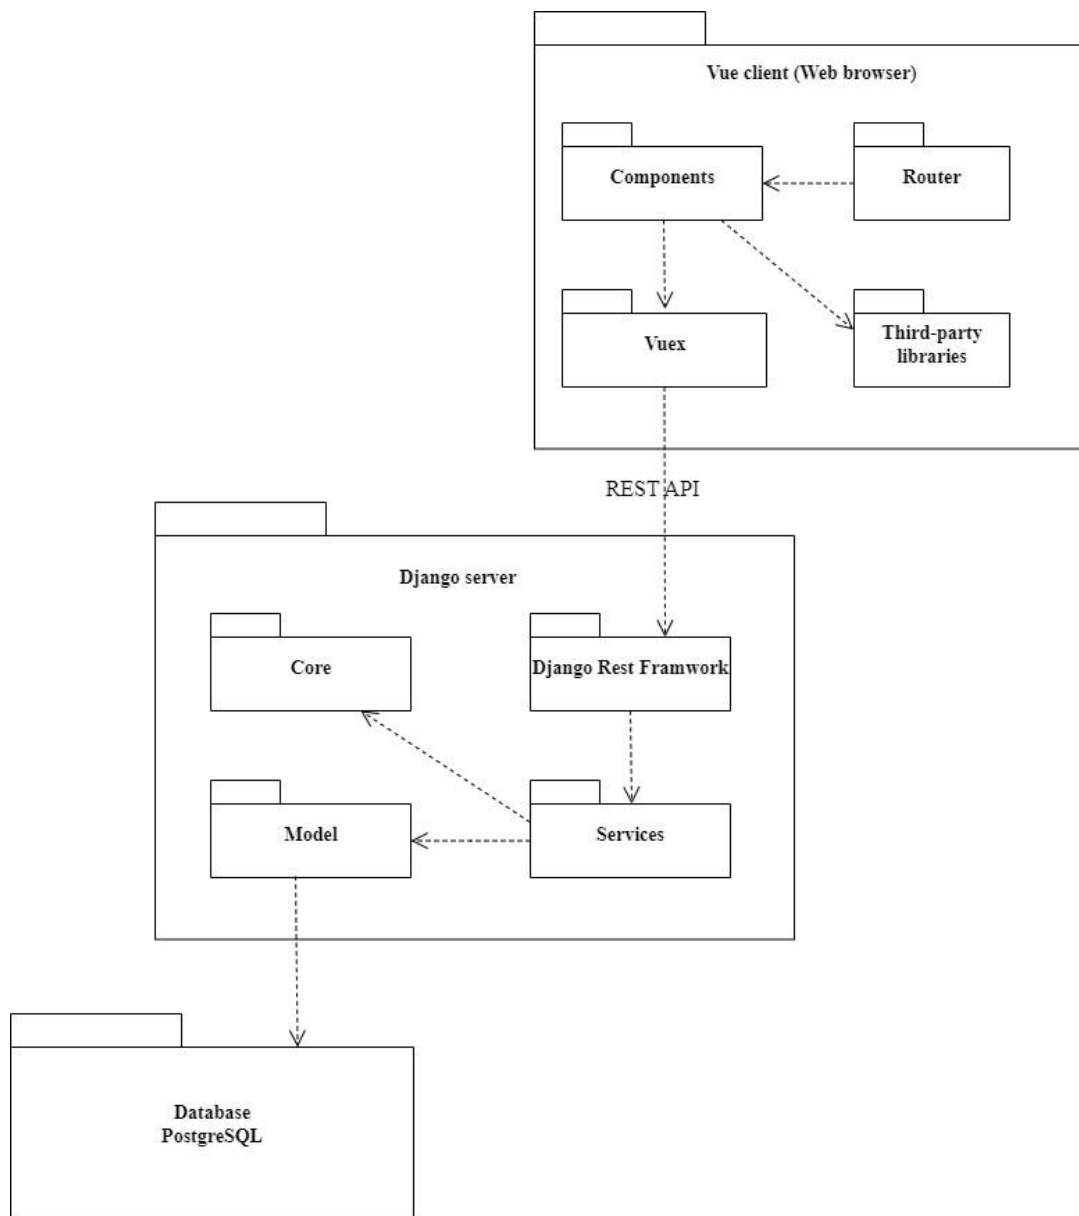 Vue client (Web browser)
Components
Router
Vuex
Third-party
libraries
REST API
Django server
Core
Django Rest Framwork
Model
Services
Database
PostgreSQL